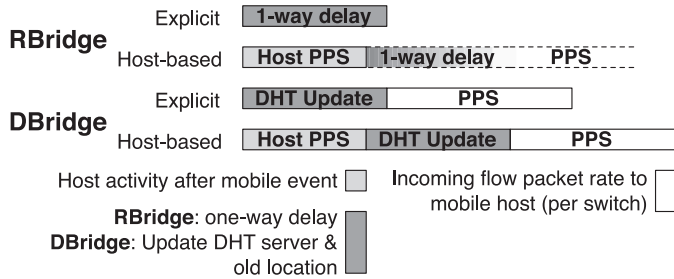 Explicit 1-way delay
RBridge
Host-based Host PPS 1-way delay PPS
Explicit DHT Update PPS
DBridge
Host-based Host PPS DHT Update PPS
Host activity after mobile event
Incoming flow packet rate to
mobile host (per switch)
RBridge: one-way delay
DBridge: Update DHT server &
old location